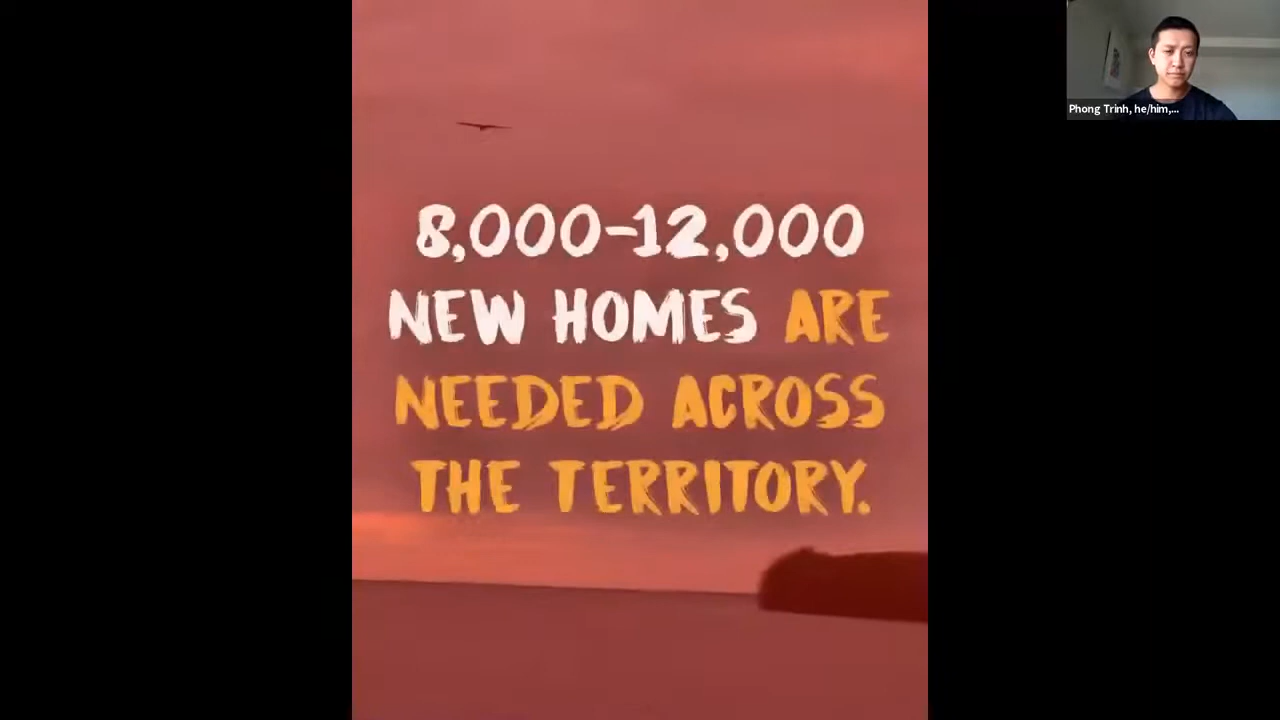 Phong Trinh, he/him,...
8,000-12,000
NEW HOMES ARE
NEEDED ACROSS
THE TERRITORY.